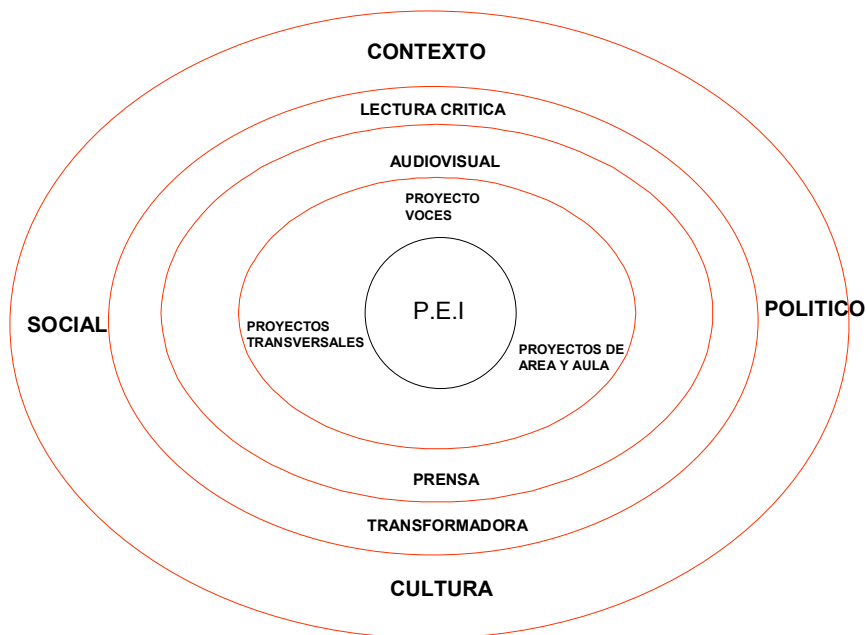 CONTEXTO
LECTURA CRITICA
AUDIOVISUAL
PROYECTO
VOCES
P.E.I
SOCIAL
POLITICO
PROYECTOS
TRANSVERSALES
PROYECTOS DE
AREA Y AULA
PRENSA
TRANSFORMADORA
CULTURA